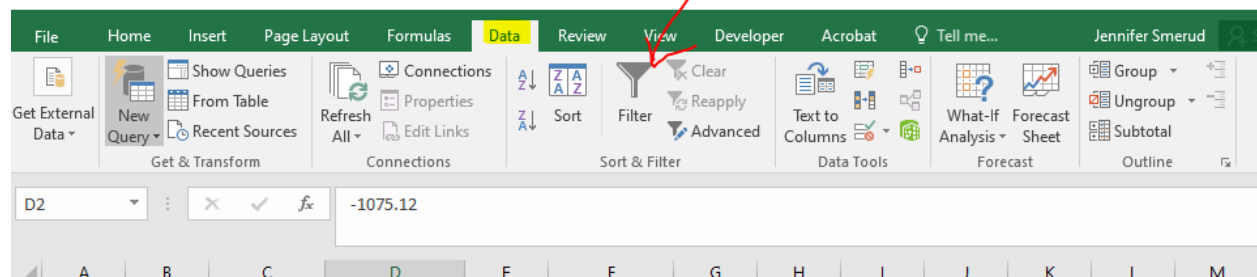 File Home Insert Page Layout Formulas Data Review View Developer Acrobat Tell me... Jennifer Smerud
Get External Data
New Query
Show Queries
From Table
Recent Sources
Get & Transform
Refresh All
Connections
Properties
Edit Links
Connections
Sort
Filter
Clear
Reapply
Advanced
Sort & Filter
Text to Columns
Data Tools
What-If Analysis
Forecast Sheet
Forecast
Group
Ungroup
Subtotal
Outline
D2 fx -1075.12
A B C D E F G H I J K L M